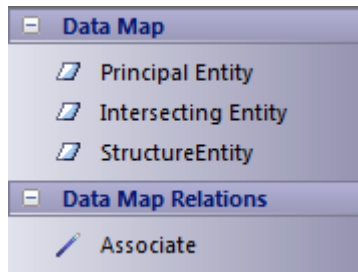 Data Map
Principal Entity
Intersecting Entity
StructureEntity
Data Map Relations
Associate